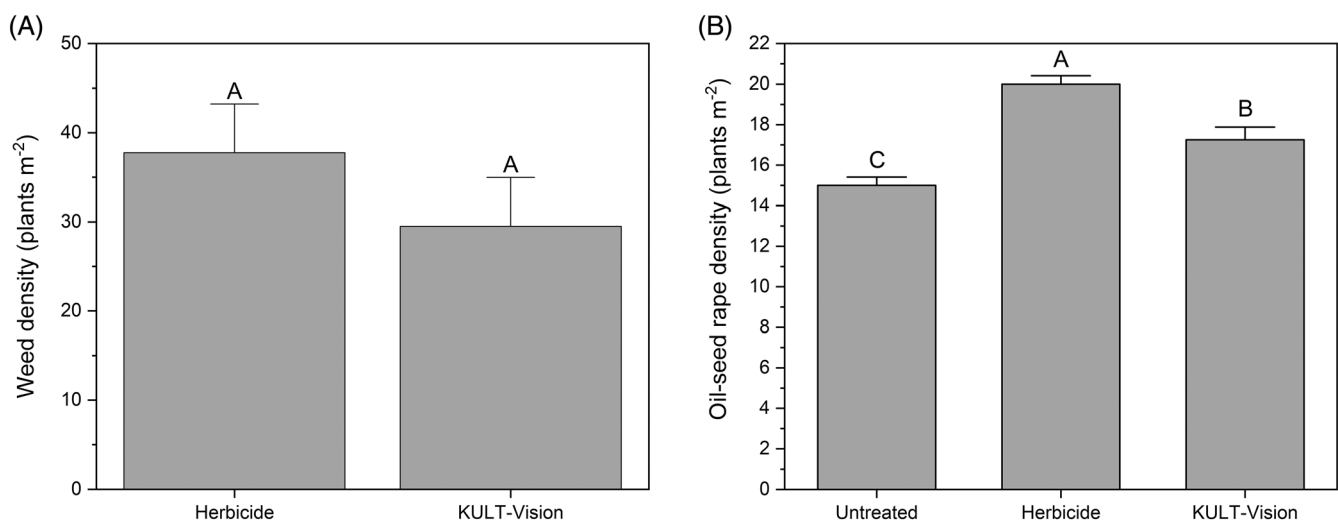 (A)
Weed density (plants m⁻²)
50
40
30
20
10
0
A
A
Herbicide
KULT-Vision
(B)
Oil-seed rape density (plants m⁻²)
22
20
18
16
14
12
10
8
6
4
2
0
C
A
B
Untreated
Herbicide
KULT-Vision